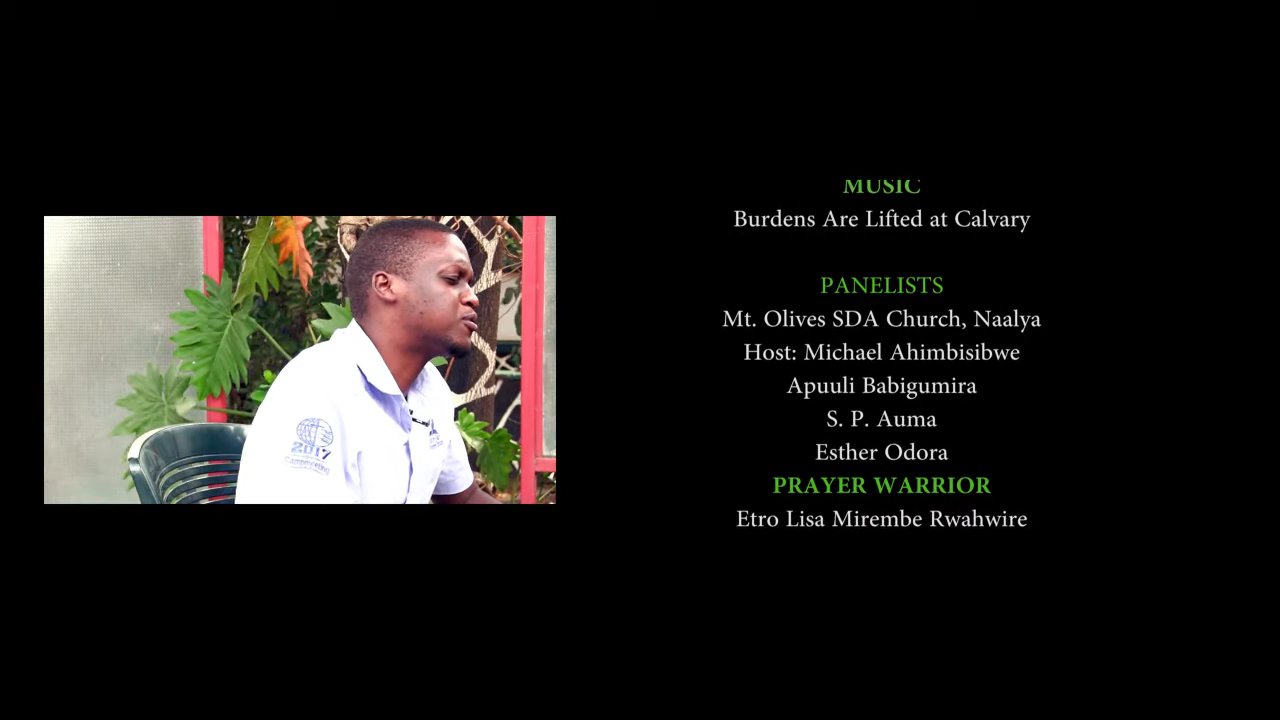 2017
Campmeeting
MUSIC
Burdens Are Lifted at Calvary
PANELISTS
Mt. Olives SDA Church, Naalya
Host: Michael Ahimbisibwe
Apuuli Babigumira
S. P. Auma
Esther Odora
PRAYER WARRIOR
Etro Lisa Mirembe Rwahwire